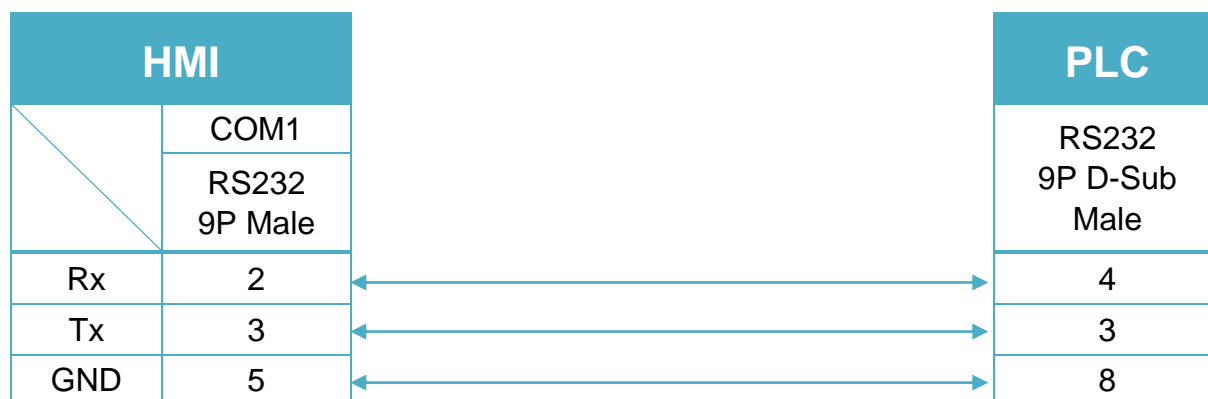 HMI
PLC
COM1
RS232
9P Male
RS232
9P D-Sub
Male
Rx 2 4
Tx 3 3
GND 5 8